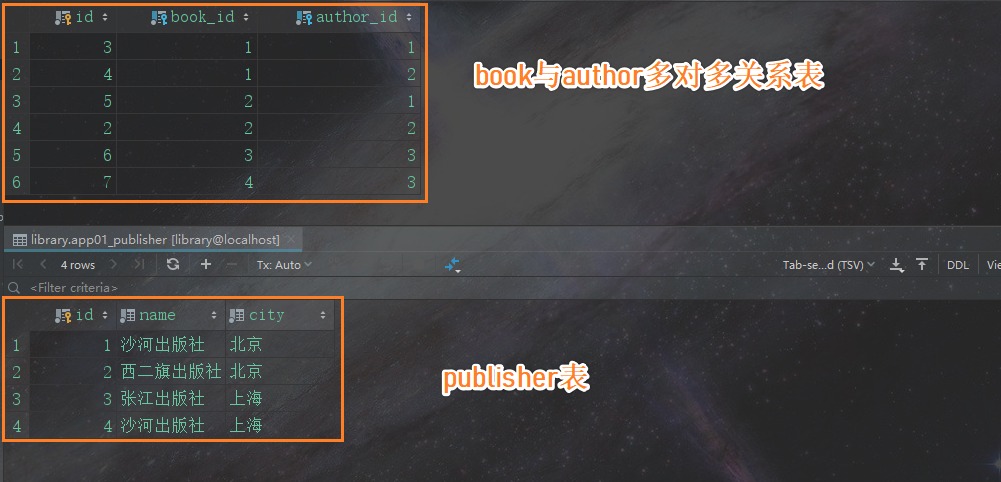 id book_id author_id
1 3 1 1
2 4 1 2
3 5 2 1
4 2 2 2
5 6 3 3
6 7 4 3
book与author多对多关系表
library.app01_publisher [library@localhost]
4 rows Tx: Auto Tab-se...d (TSV) DDL Vie
<Filter criteria>
id name city
1 1 沙河出版社 北京
2 2 西二旗出版社 北京
3 3 张江出版社 上海
4 4 沙河出版社 上海
publisher表